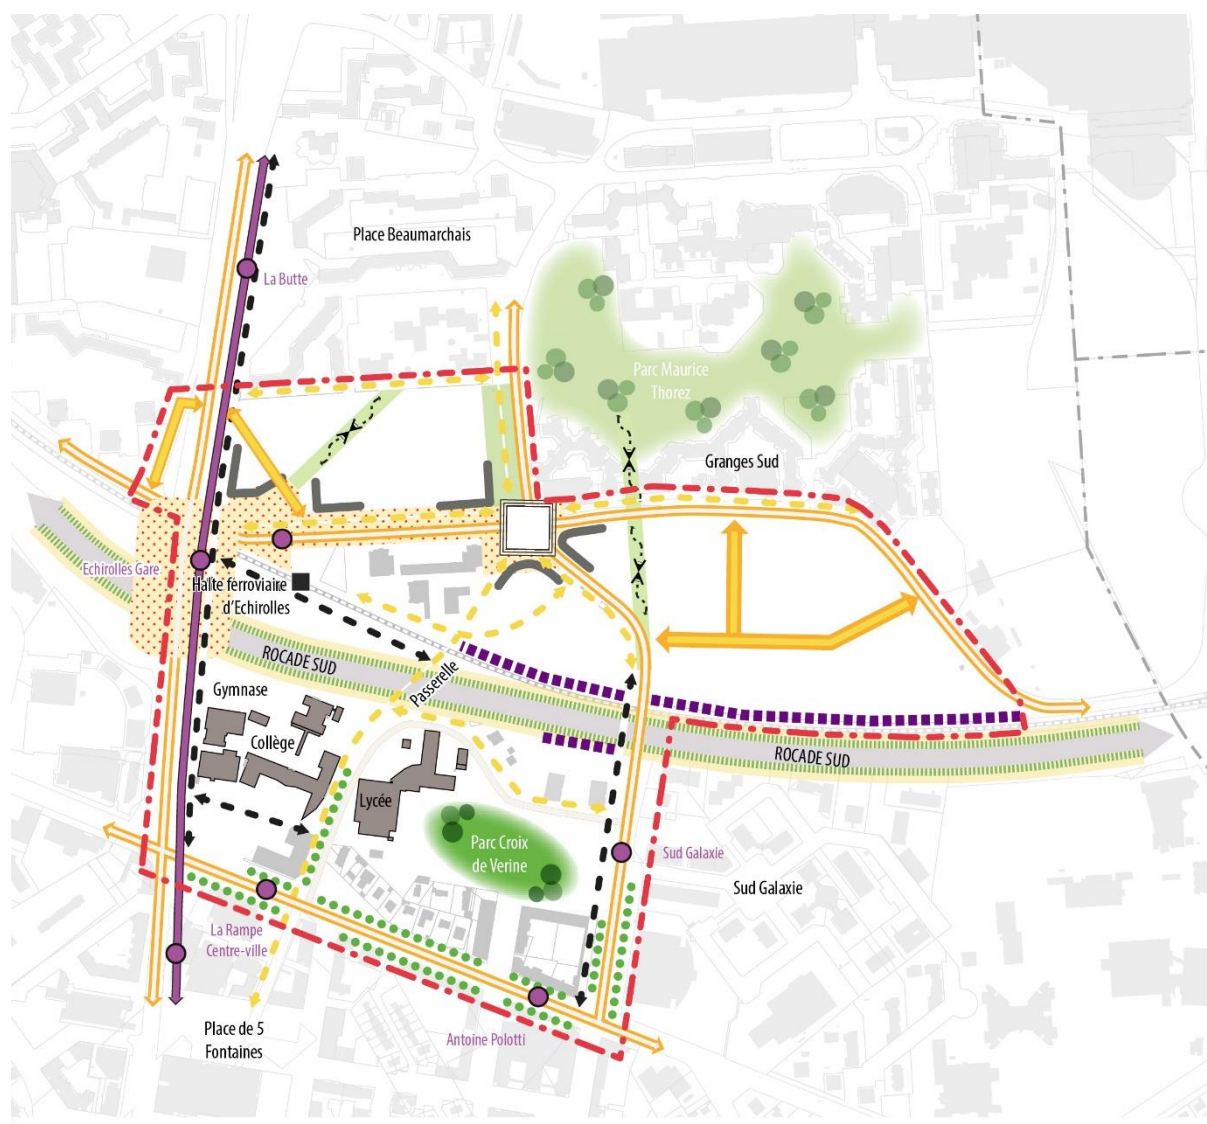 Place Beaumarchais
La Butte
Parc Maurice
Thorez
Granges Sud
Echirolles Gare
Halte ferroviaire
d'Echirolles
ROCADE SUD
Passerelle
Gymnase
Collège
ROCADE SUD
Lycée
Parc Croix
de Verine
Sud Galaxie
Sud Galaxie
La Rampe
Centre-ville
Place de 5
Fontaines
Antoine Polotti